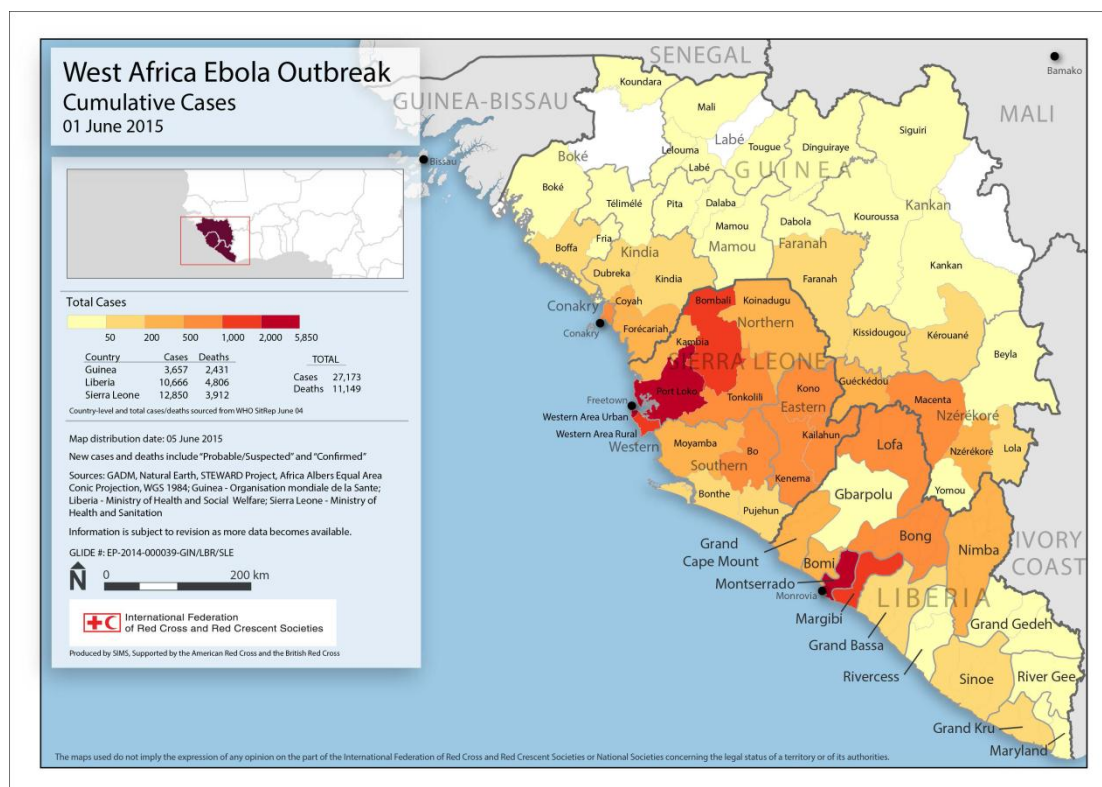 West Africa Ebola Outbreak
Cumulative Cases
01 June 2015
Total Cases
50 200 500 1,000 2,000 5,850
Country Cases Deaths TOTAL
Guinea 3,657 2,431
Liberia 10,666 4,806 Cases 27,173
Sierra Leone 12,850 3,912 Deaths 11,149
Country-level and total cases/deaths sourced from WHO SitRep June 04
Map distribution date: 05 June 2015
New cases and deaths include "Probable/Suspected" and "Confirmed"
Sources: GADM, Natural Earth, STEWARD Project, Africa Albers Equal Area
Conic Projection, WGS 1984; Guinea - Organisation mondiale de la Sante;
Liberia - Ministry of Health and Social Welfare; Sierra Leone - Ministry of
Health and Sanitation
Information is subject to revision as more data becomes available.
GLIDE #: EP-2014-000039-GIN/LBR/SLE
N
0 200 km
International Federation
of Red Cross and Red Crescent Societies
Produced by SIMS, Supported by the American Red Cross and the British Red Cross
SENEGAL
Bamako
GUINEA-BISSAU
MALI
Bissau
Koundara
Mali
Siguiri
Labé
Boké
Lelouma
Tougue
Dinguiraye
Labé
GUINEA
Boké
Télimélé
Pita
Dalaba
Kankan
Mamou
Dabola
Kouroussa
Fria
Boffa
Kindia
Mamou
Faranah
Dubreka
Kindia
Faranah
Kankan
Conakry
Coyah
Bombali
Koinadugu
Conakry
Forécariah
Northern
Kissidougou
Kérouané
Kambia
Beyla
SIERRA LEONE
Port Loko
Kono
Guéckédou
Freetown
Tonkolili
Eastern
Macenta
Nzérékoré
Western Area Urban
Western Area Rural
Western
Moyamba
Bo
Kailahun
Lofa
Nzérékoré
Lola
Southern
Kenema
Yomou
Bonthe
Gbarpolu
Pujehun
Grand
Cape Mount
Bong
IVORY
COAST
Bomi
Nimba
Montserrado
Monrovia
Margibi
LIBERIA
Grand Bassa
Grand Gedeh
Rivercess
Sinoe
River Gee
Grand Kru
Maryland
The maps used do not imply the expression of any opinion on the part of the International Federation of Red Cross and Red Crescent Societies or National Societies concerning the legal status of a territory or of its authorities.